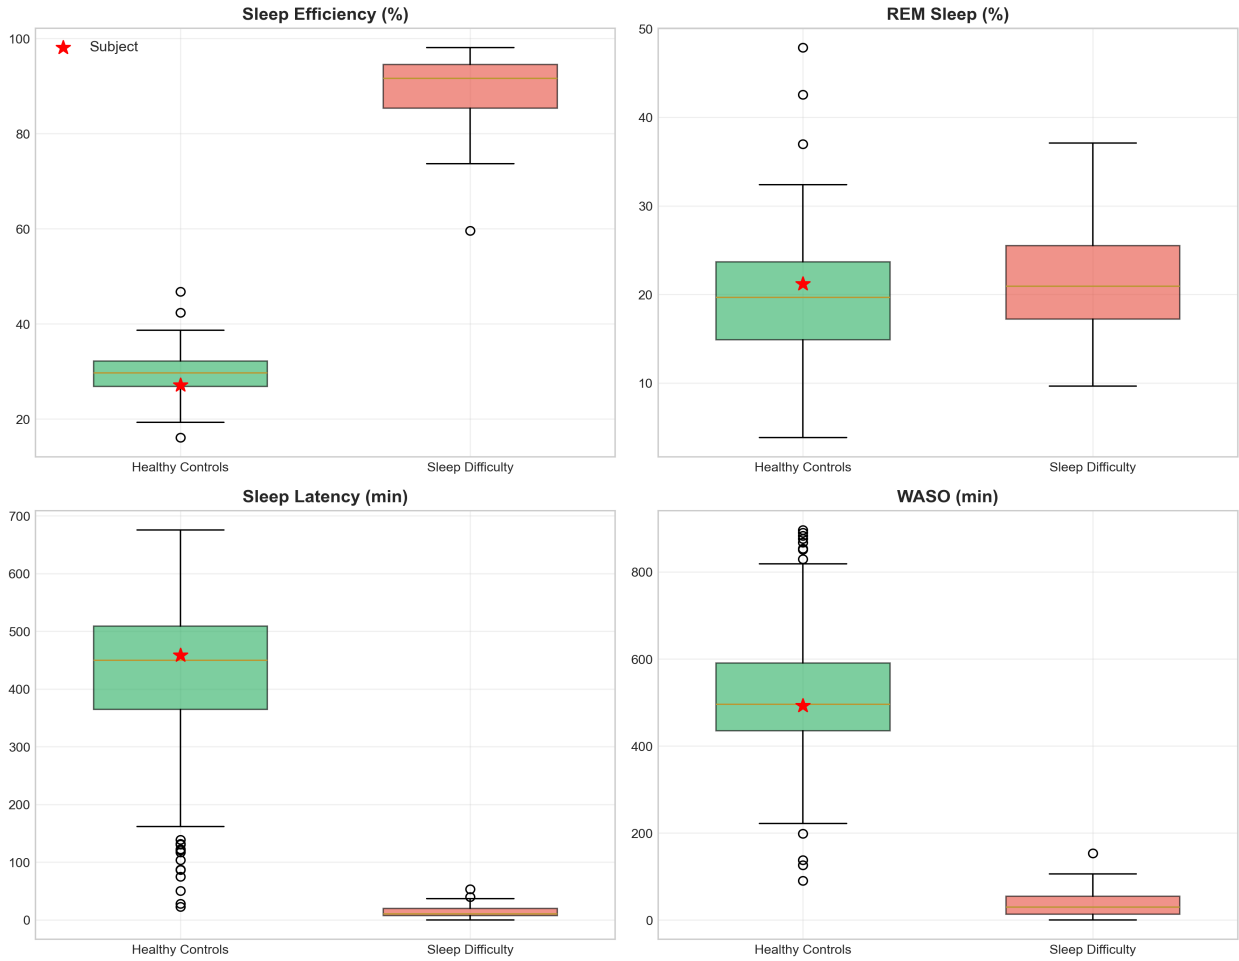 Sleep Efficiency (%)
100
80
60
40
20
Subject
Healthy Controls
Sleep Difficulty
REM Sleep (%)
50
40
30
20
10
Healthy Controls
Sleep Difficulty
Sleep Latency (min)
700
600
500
400
300
200
100
0
Healthy Controls
Sleep Difficulty
WASO (min)
800
600
400
200
0
Healthy Controls
Sleep Difficulty